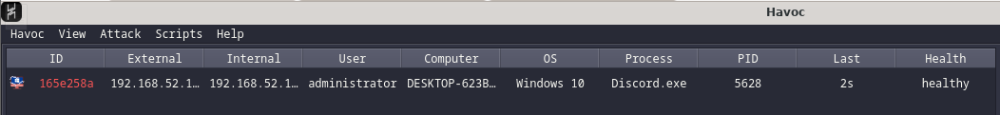 Havoc
Havoc View Attack Scripts Help
ID External Internal User Computer OS Process PID Last Health
165e258a 192.168.52.1… 192.168.52.1… administrator DESKTOP-623B… Windows 10 Discord.exe 5628 2s healthy